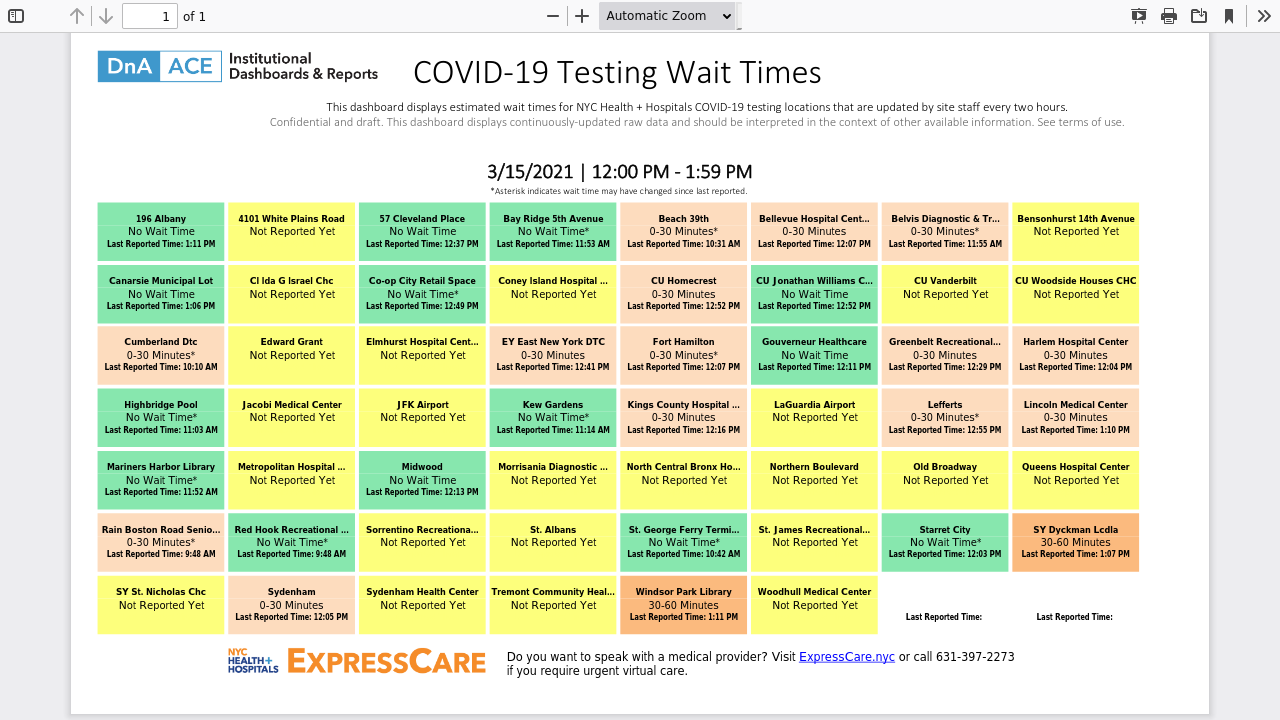 1 of 1 Automatic Zoom
DnA ACE Institutional
Dashboards & Reports
COVID-19 Testing Wait Times
This dashboard displays estimated wait times for NYC Health + Hospitals COVID-19 testing locations that are updated by site staff every two hours.
Confidential and draft. This dashboard displays continuously-updated raw data and should be interpreted in the context of other available information. See terms of use.
3/15/2021 | 12:00 PM - 1:59 PM
*Asterisk indicates wait time may have changed since last reported.
196 Albany
No Wait Time
Last Reported Time: 1:11 PM
4101 White Plains Road
Not Reported Yet
57 Cleveland Place
No Wait Time
Last Reported Time: 12:37 PM
Bay Ridge 5th Avenue
No Wait Time*
Last Reported Time: 11:53 AM
Beach 39th
0-30 Minutes*
Last Reported Time: 10:31 AM
Bellevue Hospital Cent...
0-30 Minutes
Last Reported Time: 12:07 PM
Belvis Diagnostic & Tr...
0-30 Minutes*
Last Reported Time: 11:55 AM
Bensonhurst 14th Avenue
Not Reported Yet
Canarsie Municipal Lot
No Wait Time
Last Reported Time: 1:06 PM
Cl Ida G Israel Chc
Not Reported Yet
Co-op City Retail Space
No Wait Time*
Last Reported Time: 12:49 PM
Coney Island Hospital ...
Not Reported Yet
CU Homecrest
0-30 Minutes
Last Reported Time: 12:52 PM
CU Jonathan Williams C...
No Wait Time
Last Reported Time: 12:52 PM
CU Vanderbilt
Not Reported Yet
CU Woodside Houses CHC
Not Reported Yet
Cumberland Dtc
0-30 Minutes*
Last Reported Time: 10:10 AM
Edward Grant
Not Reported Yet
Elmhurst Hospital Cent...
Not Reported Yet
EY East New York DTC
0-30 Minutes
Last Reported Time: 12:41 PM
Fort Hamilton
0-30 Minutes*
Last Reported Time: 12:07 PM
Gouverneur Healthcare
No Wait Time
Last Reported Time: 12:11 PM
Greenbelt Recreational...
0-30 Minutes
Last Reported Time: 12:29 PM
Harlem Hospital Center
0-30 Minutes
Last Reported Time: 12:04 PM
Highbridge Pool
No Wait Time*
Last Reported Time: 11:03 AM
Jacobi Medical Center
Not Reported Yet
JFK Airport
Not Reported Yet
Kew Gardens
No Wait Time*
Last Reported Time: 11:14 AM
Kings County Hospital ...
0-30 Minutes
Last Reported Time: 12:16 PM
LaGuardia Airport
Not Reported Yet
Lefferts
0-30 Minutes*
Last Reported Time: 12:55 PM
Lincoln Medical Center
0-30 Minutes
Last Reported Time: 1:10 PM
Mariners Harbor Library
No Wait Time*
Last Reported Time: 11:52 AM
Metropolitan Hospital ...
Not Reported Yet
Midwood
No Wait Time
Last Reported Time: 12:13 PM
Morrisania Diagnostic ...
Not Reported Yet
North Central Bronx Ho...
Not Reported Yet
Northern Boulevard
Not Reported Yet
Old Broadway
Not Reported Yet
Queens Hospital Center
Not Reported Yet
Rain Boston Road Senio...
0-30 Minutes*
Last Reported Time: 9:48 AM
Red Hook Recreational ...
No Wait Time*
Last Reported Time: 9:48 AM
Sorrentino Recreationa...
Not Reported Yet
St. Albans
Not Reported Yet
St. George Ferry Termi...
No Wait Time*
Last Reported Time: 10:42 AM
St. James Recreational...
Not Reported Yet
Starret City
No Wait Time*
Last Reported Time: 12:03 PM
SY Dyckman Lcdla
30-60 Minutes
Last Reported Time: 1:07 PM
SY St. Nicholas Chc
Not Reported Yet
Sydenham
0-30 Minutes
Last Reported Time: 12:05 PM
Sydenham Health Center
Not Reported Yet
Tremont Community Heal...
Not Reported Yet
Windsor Park Library
30-60 Minutes
Last Reported Time: 1:11 PM
Woodhull Medical Center
Not Reported Yet
Last Reported Time:
Last Reported Time:
NYC
HEALTH+
HOSPITALS
EXPRESSCARE
Do you want to speak with a medical provider? Visit ExpressCare.nyc or call 631-397-2273
if you require urgent virtual care.